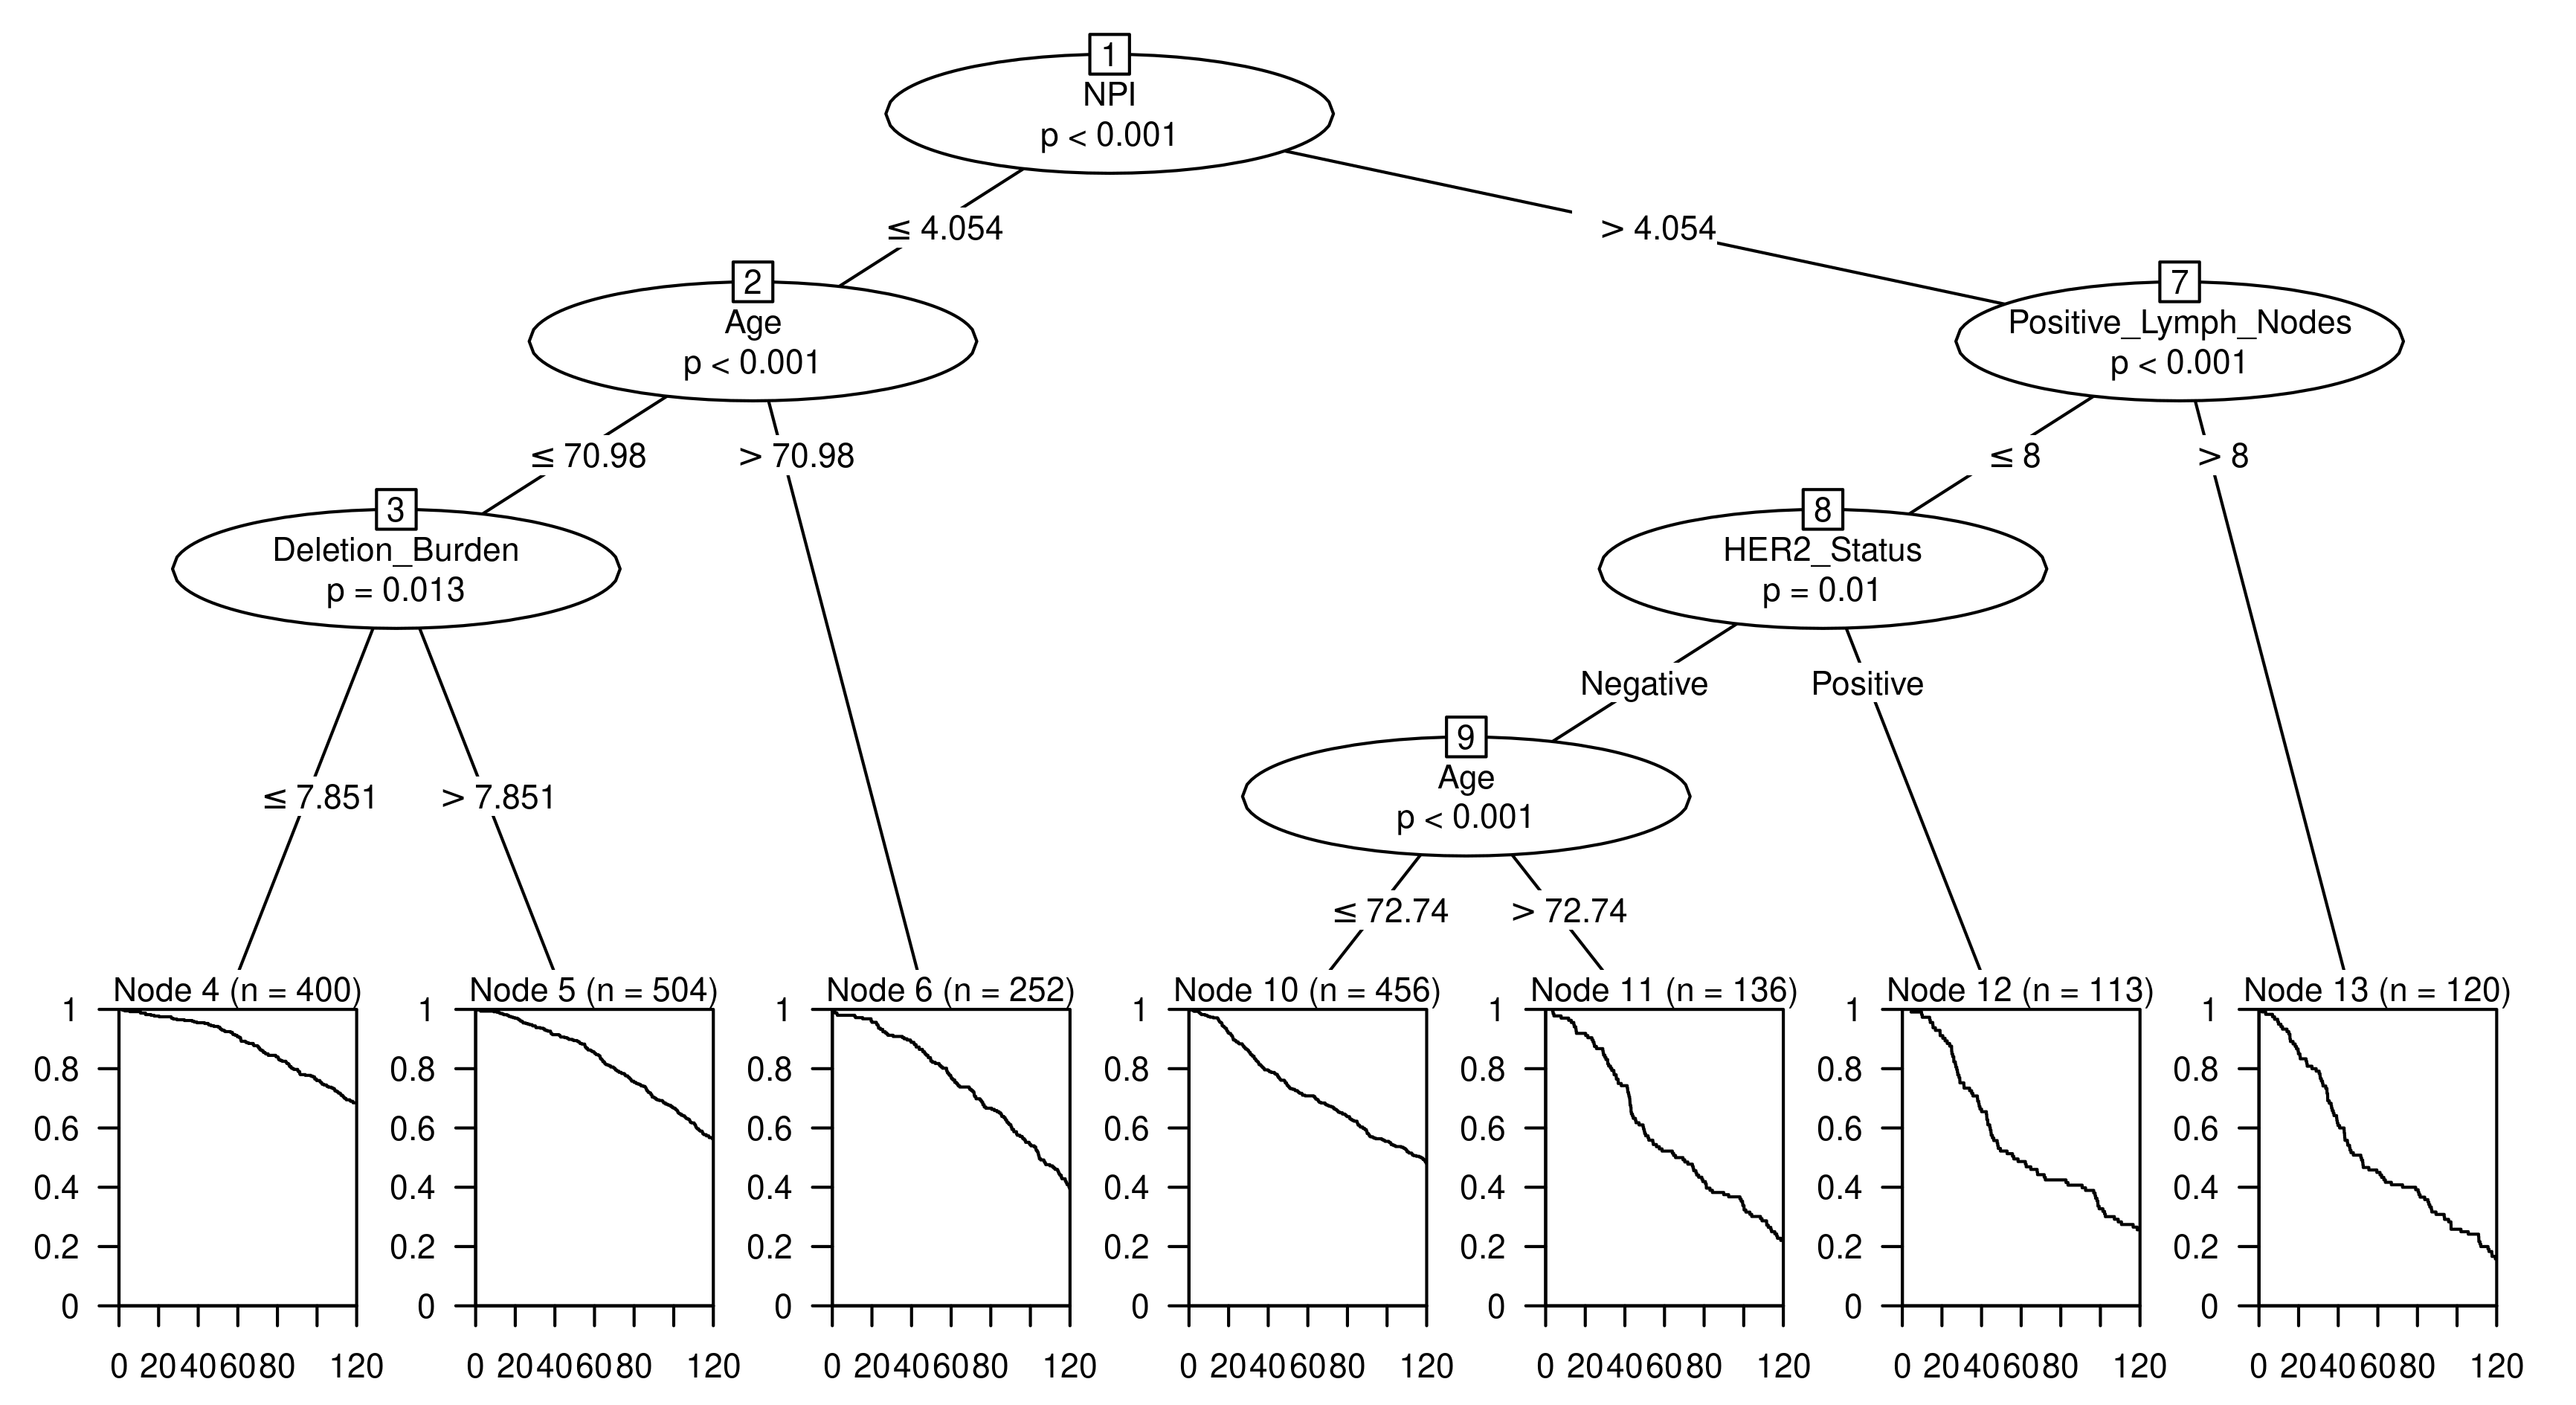 1
NPI
p < 0.001
≤ 4.054
> 4.054
2
Age
p < 0.001
7
Positive_Lymph_Nodes
p < 0.001
≤ 70.98
> 70.98
≤ 8
> 8
3
Deletion_Burden
p = 0.013
8
HER2_Status
p = 0.01
Negative
Positive
9
Age
p < 0.001
≤ 7.851
> 7.851
≤ 72.74
> 72.74
Node 4 (n = 400)
1
0.8
0.6
0.4
0.2
0
0 20 40 60 80 120
Node 5 (n = 504)
1
0.8
0.6
0.4
0.2
0
0 20 40 60 80 120
Node 6 (n = 252)
1
0.8
0.6
0.4
0.2
0
0 20 40 60 80 120
Node 10 (n = 456)
1
0.8
0.6
0.4
0.2
0
0 20 40 60 80 120
Node 11 (n = 136)
1
0.8
0.6
0.4
0.2
0
0 20 40 60 80 120
Node 12 (n = 113)
1
0.8
0.6
0.4
0.2
0
0 20 40 60 80 120
Node 13 (n = 120)
1
0.8
0.6
0.4
0.2
0
0 20 40 60 80 120